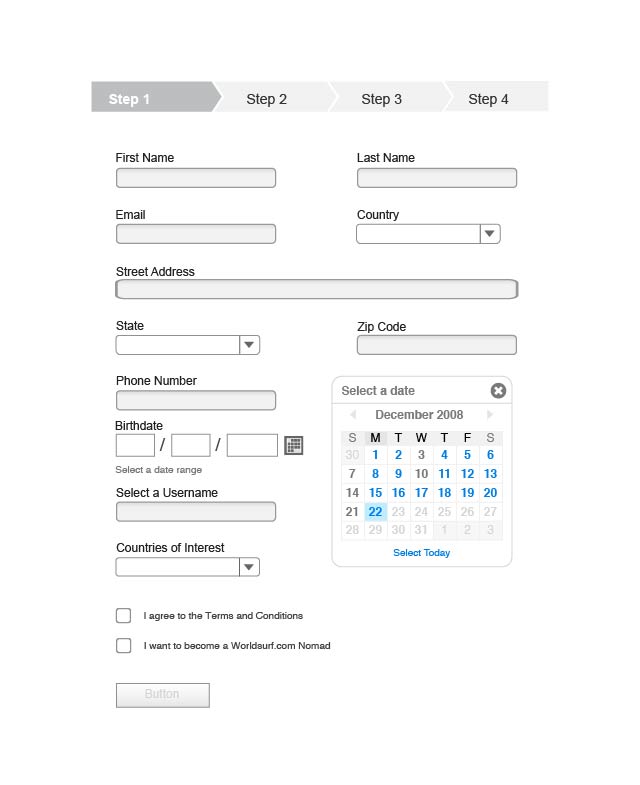 Step 1 Step 2 Step 3 Step 4
First Name Last Name
Email Country
Street Address
State Zip Code
Phone Number
Birthdate
/ /
Select a date range
Select a Username
Countries of Interest
Select a date
December 2008
S M T W T F S
30 1 2 3 4 5 6
7 8 9 10 11 12 13
14 15 16 17 18 19 20
21 22 23 24 25 26 27
28 29 30 31 1 2 3
Select Today
I agree to the Terms and Conditions
I want to become a Worldsurf.com Nomad
Button